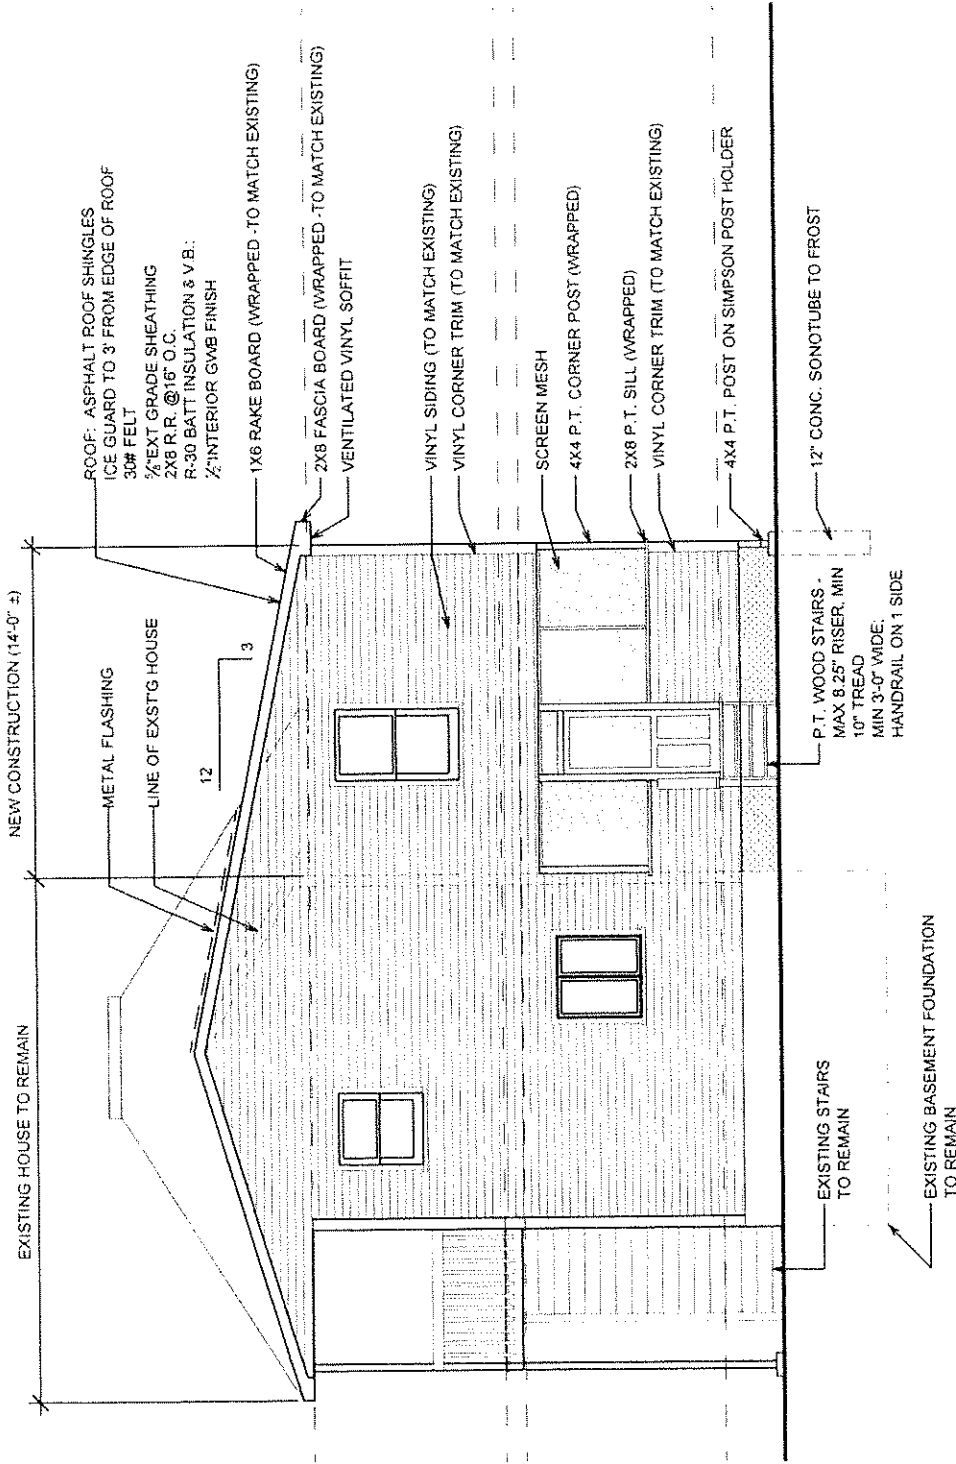 EXISTING HOUSE TO REMAIN
NEW CONSTRUCTION (14'-0" ±)
METAL FLASHING
LINE OF EXST'G HOUSE
12
3
ROOF: ASPHALT ROOF SHINGLES
ICE GUARD TO 3' FROM EDGE OF ROOF
30# FELT
EXT GRADE SHEATHING
2X8 R.R. @16" O.C.
R-30 BATT INSULATION & V.B.;
½" INTERIOR GWB FINISH
1X6 RAKE BOARD (WRAPPED -TO MATCH EXISTING)
2X8 FASCIA BOARD (WRAPPED -TO MATCH EXISTING)
VENTILATED VINYL SOFFIT
VINYL SIDING (TO MATCH EXISTING)
VINYL CORNER TRIM (TO MATCH EXISTING)
SCREEN MESH
4X4 P.T. CORNER POST (WRAPPED)
2X8 P.T. SILL (WRAPPED)
VINYL CORNER TRIM (TO MATCH EXISTING)
4X4 P.T. POST ON SIMPSON POST HOLDER
12" CONC. SONOTUBE TO FROST
P.T. WOOD STAIRS -
MAX 8.25" RISER, MIN
10" TREAD
MIN 3'-0" WIDE.
HANDRAIL ON 1 SIDE
EXISTING STAIRS
TO REMAIN
EXISTING BASEMENT FOUNDATION
TO REMAIN